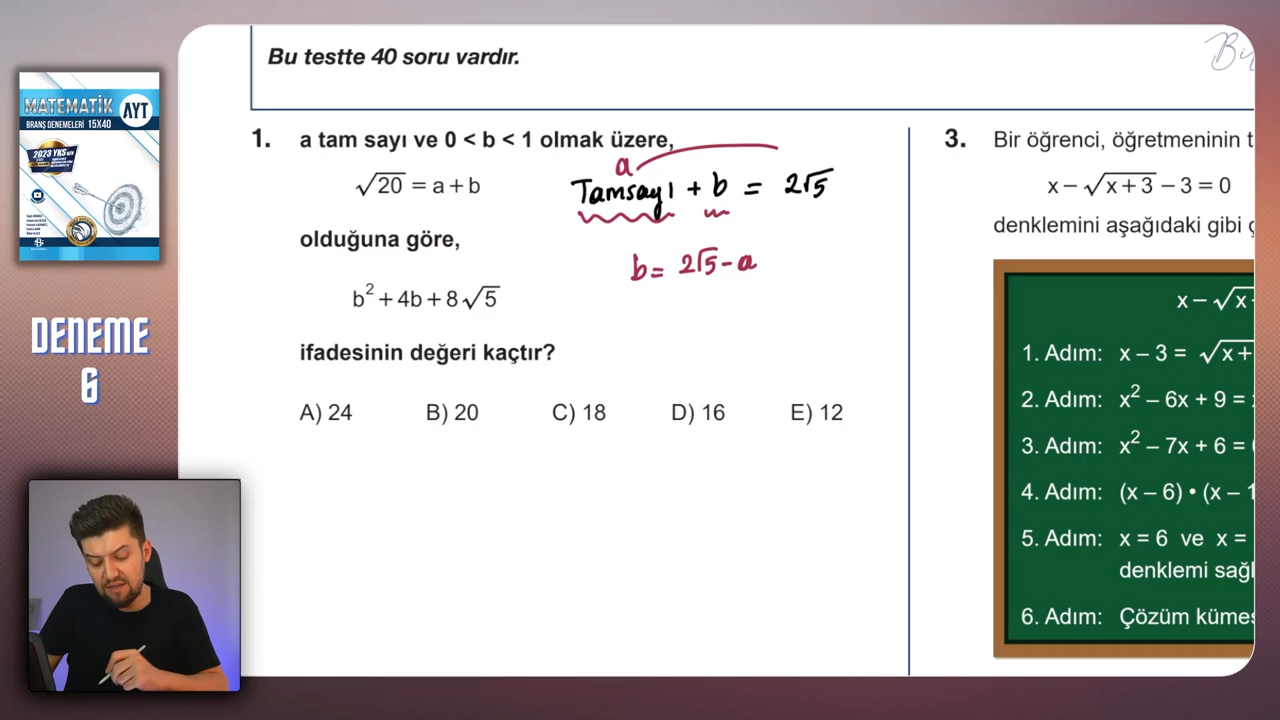 Bu testte 40 soru vardır.
MATEMATİK AYT
BRANŞ DENEMELERİ 15X40
2023 YKS'NİN
DENEME
6
1. a tam sayı ve 0 < b < 1 olmak üzere,
√20 = a + b
olduğuna göre,
b² + 4b + 8√5
ifadesinin değeri kaçtır?
A) 24 B) 20 C) 18 D) 16 E) 12
a
Tamsayı + b = 2√5
b = 2√5 - a
3. Bir öğrenci, öğretmeninin t
x – √x + 3 – 3 = 0
denklemini aşağıdaki gibi ç
x – √x
1. Adım: x – 3 = √x +
2. Adım: x² – 6x + 9 =
3. Adım: x² – 7x + 6 =
4. Adım: (x – 6) • (x – 1
5. Adım: x = 6 ve x =
denklemi sağl
6. Adım: Çözüm kümes